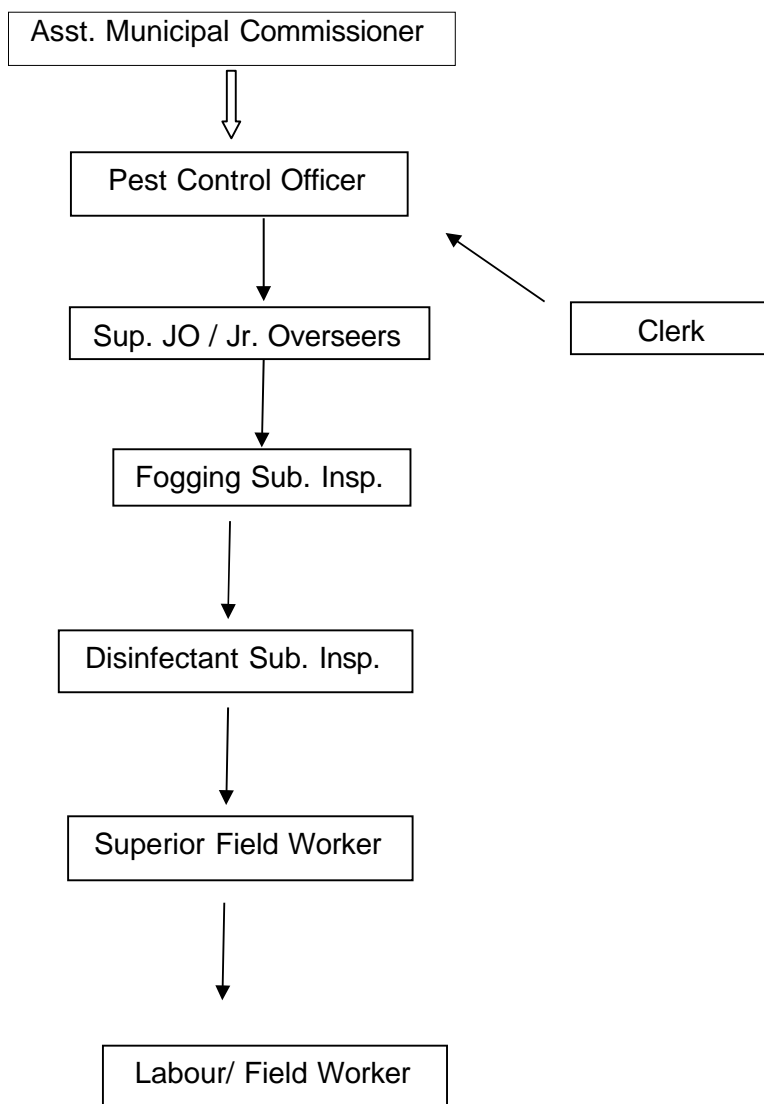 Asst. Municipal Commissioner
Pest Control Officer
Sup. JO / Jr. Overseers
Clerk
Fogging Sub. Insp.
Disinfectant Sub. Insp.
Superior Field Worker
Labour/ Field Worker